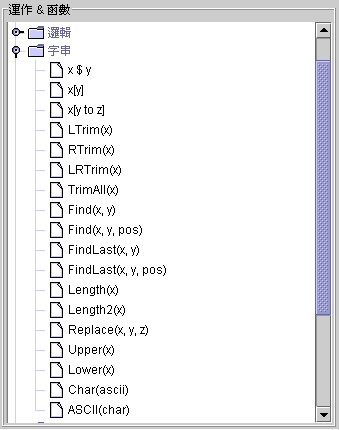 運作 & 函數
邏輯
字串
x $ y
x[y]
x[y to z]
LTrim(x)
RTrim(x)
LRTrim(x)
TrimAll(x)
Find(x, y)
Find(x, y, pos)
FindLast(x, y)
FindLast(x, y, pos)
Length(x)
Length2(x)
Replace(x, y, z)
Upper(x)
Lower(x)
Char(ascii)
ASCII(char)